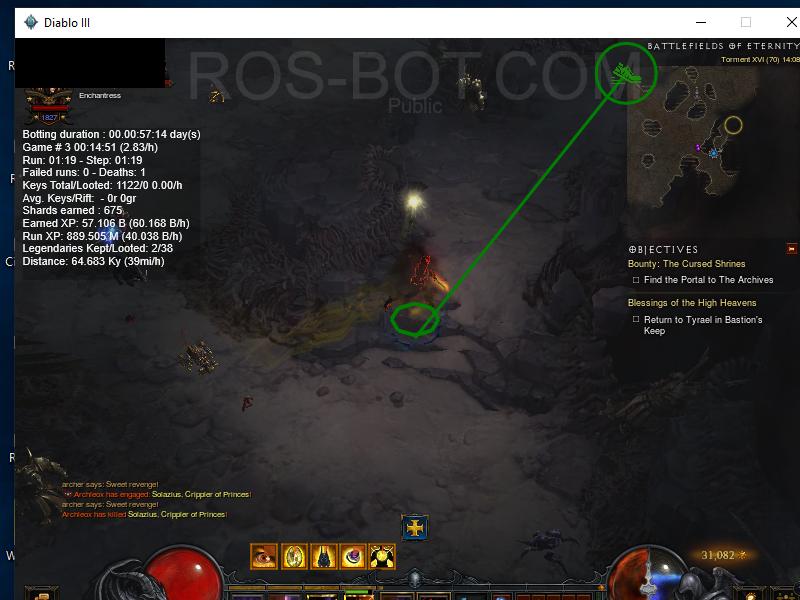 Diablo III
ROS-BOT.COM
Public
BATTLEFIELDS OF ETERNITY
Torment XVI (70) 14:08
Enchantress
1827
Botting duration : 00.00:57:14 day(s)
Game # 3 00:14:51 (2.83/h)
Run: 01:19 - Step: 01:19
Failed runs: 0 - Deaths: 1
Keys Total/Looted: 1122/0 0.00/h
Avg. Keys/Rift: - 0r 0gr
Shards earned : 675
Earned XP: 57.106 B (60.168 B/h)
Run XP: 889.505 M (40.038 B/h)
Legendaries Kept/Looted: 2/38
Distance: 64.683 Ky (39mi/h)
OBJECTIVES
Bounty: The Cursed Shrines
Find the Portal to The Archives
Blessings of the High Heavens
Return to Tyrael in Bastion's
Keep
archer says: Sweet revenge!
Archleox has engaged Solazius, Crippler of Princes!
archer says: Sweet revenge!
Archleox has killed Solazius, Crippler of Princes!
31,082
R
R
C
R
W